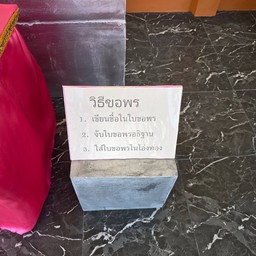 วิธีขอพร
1. เขียนชื่อในใบขอพร
2. จับใบขอพรอธิฐาน
3. ใส่ใบขอพรในโอ่งทอง